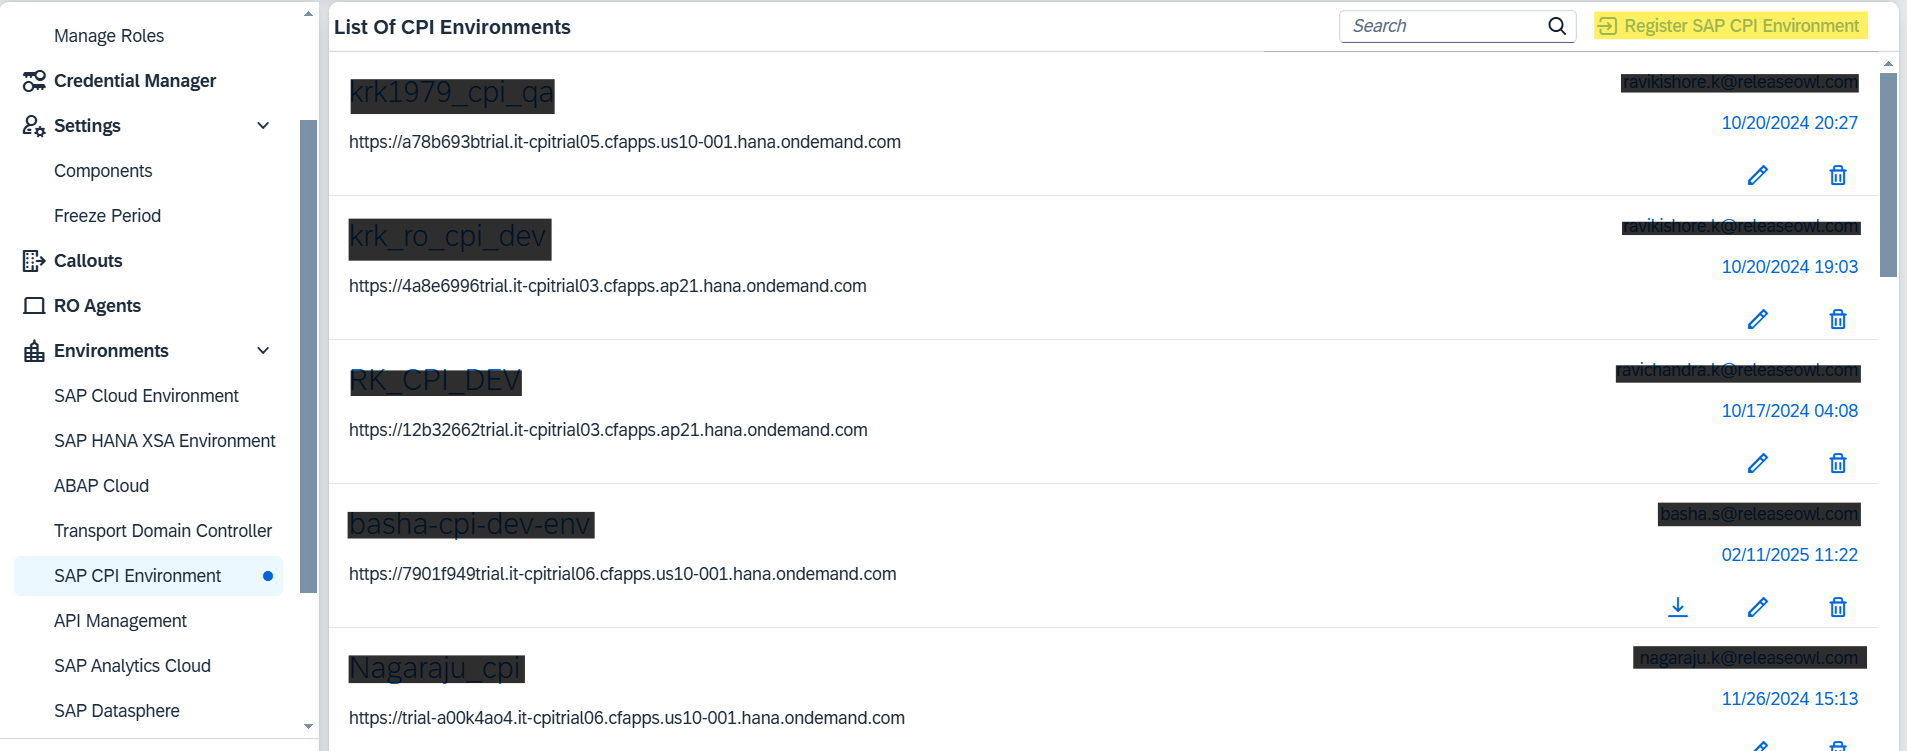 Manage Roles
Credential Manager
Settings
Components
Freeze Period
Callouts
RO Agents
Environments
SAP Cloud Environment
SAP HANA XSA Environment
ABAP Cloud
Transport Domain Controller
SAP CPI Environment
API Management
SAP Analytics Cloud
SAP Datasphere
List Of CPI Environments
Search
Register SAP CPI Environment
krk1979_cpi_qa
ravikishore.k@releaseowl.com
10/20/2024 20:27
https://a78b693btrial.it-cpitrial05.cfapps.us10-001.hana.ondemand.com
krk_ro_cpi_dev
ravikishore.k@releaseowl.com
10/20/2024 19:03
https://4a8e6996trial.it-cpitrial03.cfapps.ap21.hana.ondemand.com
RK_CPI_DEV
ravichandra.k@releaseowl.com
10/17/2024 04:08
https://12b32662trial.it-cpitrial03.cfapps.ap21.hana.ondemand.com
basha-cpi-dev-env
basha.s@releaseowl.com
02/11/2025 11:22
https://7901f949trial.it-cpitrial06.cfapps.us10-001.hana.ondemand.com
Nagaraju_cpi
nagaraju.k@releaseowl.com
11/26/2024 15:13
https://trial-a00k4ao4.it-cpitrial06.cfapps.us10-001.hana.ondemand.com